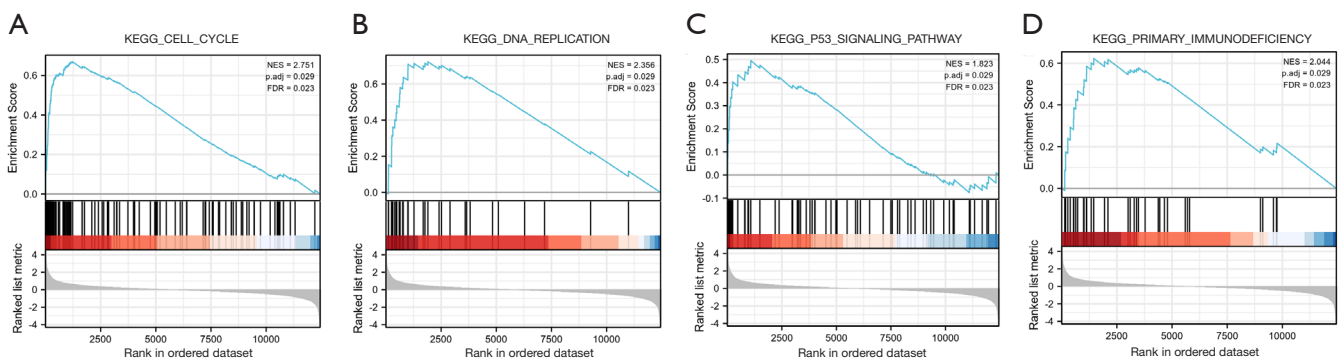 A
KEGG_CELL_CYCLE
NES = 2.751
p.adj = 0.029
FDR = 0.023
Enrichment Score
0.6
0.4
0.2
0.0
Ranked list metric
4
2
0
-2
-4
2500 5000 7500 10000
Rank in ordered dataset
B
KEGG_DNA_REPLICATION
NES = 2.356
p.adj = 0.029
FDR = 0.023
Enrichment Score
0.6
0.4
0.2
0.0
Ranked list metric
4
2
0
-2
-4
2500 5000 7500 10000
Rank in ordered dataset
C
KEGG_P53_SIGNALING_PATHWAY
NES = 1.823
p.adj = 0.029
FDR = 0.023
Enrichment Score
0.5
0.4
0.3
0.2
0.1
0.0
-0.1
Ranked list metric
4
2
0
-2
-4
2500 5000 7500 10000
Rank in ordered dataset
D
KEGG_PRIMARY_IMMUNODEFICIENCY
NES = 2.044
p.adj = 0.029
FDR = 0.023
Enrichment Score
0.6
0.4
0.2
0.0
Ranked list metric
4
2
0
-2
-4
2500 5000 7500 10000
Rank in ordered dataset